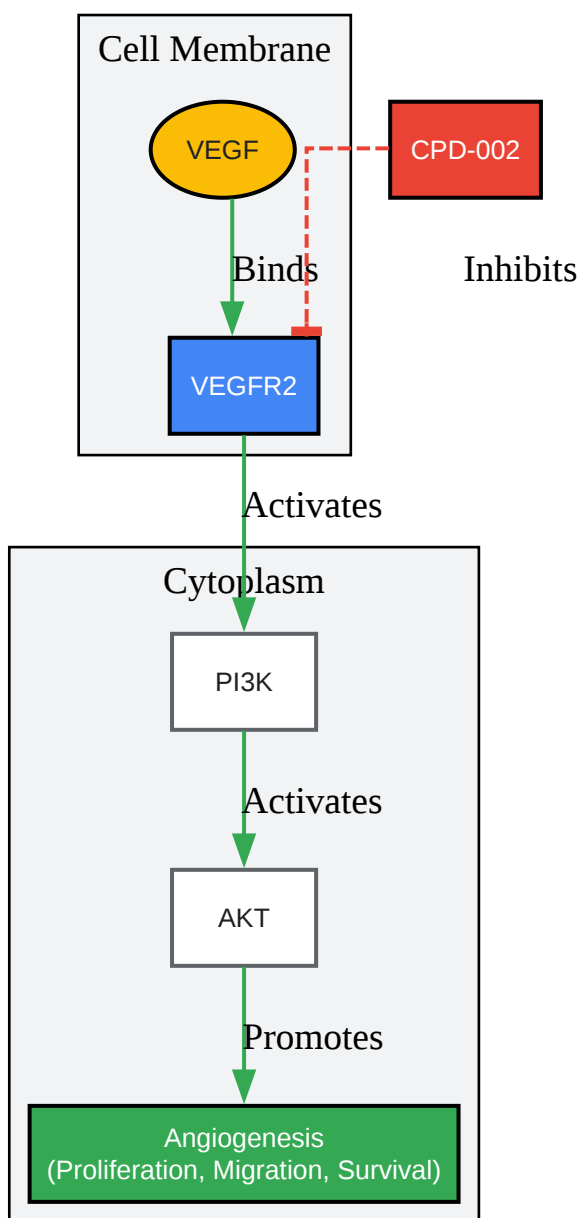 Cell Membrane
VEGF
CPD-002
Binds
Inhibits
VEGFR2
Activates
Cytoplasm
PI3K
Activates
AKT
Promotes
Angiogenesis
(Proliferation, Migration, Survival)